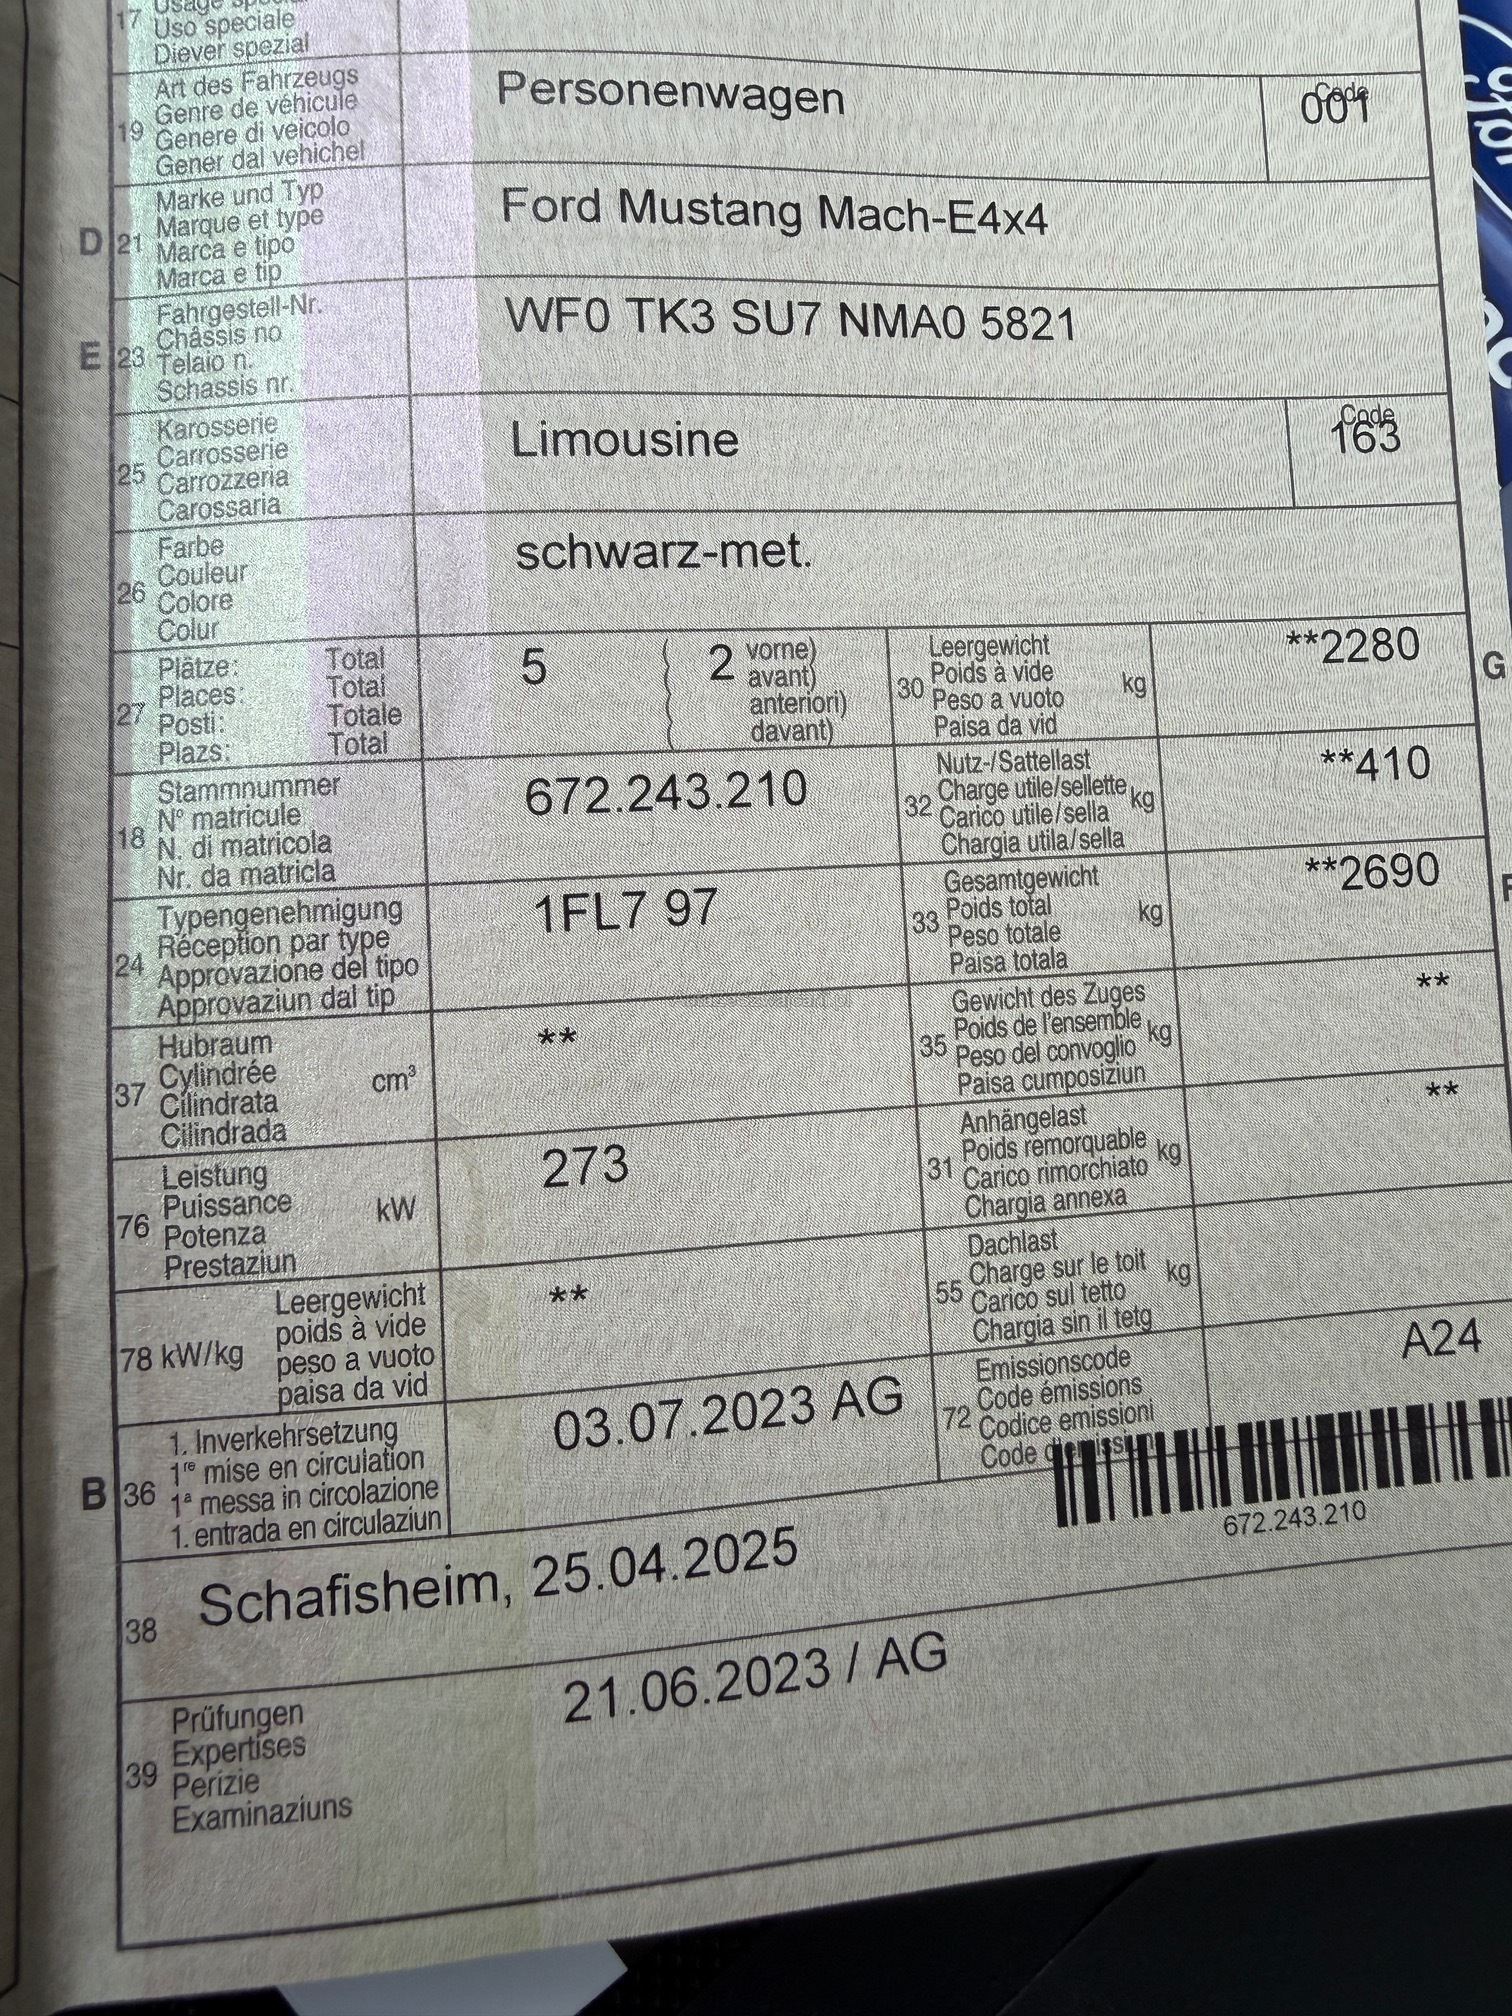 17 Usage
Uso speciale
Diever spezial
19 Art des Fahrzeugs
Genre de véhicule
Genere di veicolo
Gener dal vehichel
Personenwagen
Code
001
D 21 Marke und Typ
Marque et type
Marca e tipo
Marca e tip
Ford Mustang Mach-E4x4
E 23 Fahrgestell-Nr.
Châssis no
Telaio n.
Schassis nr.
WF0 TK3 SU7 NMA0 5821
25 Karosserie
Carrosserie
Carrozzeria
Carossaria
Limousine
Code
163
26 Farbe
Couleur
Colore
Colur
schwarz-met.
27 Plätze: Total
Places: Total
Posti: Totale
Plazs: Total
5 ( 2 vorne)
avant)
anteriori)
davant)
30 Leergewicht
Poids à vide
Peso a vuoto
Paisa da vid
kg
**2280
G
18 Stammnummer
N° matricule
N. di matricola
Nr. da matricla
672.243.210
32 Nutz-/Sattellast
Charge utile/sellette
Carico utile/sella
Chargia utila/sella
kg
**410
24 Typengenehmigung
Réception par type
Approvazione del tipo
Approvaziun dal tip
1FL7 97
33 Gesamtgewicht
Poids total
Peso totale
Paisa totala
kg
**2690
37 Hubraum
Cylindrée
Cilindrata
Cilindrada
cm³
**
35 Gewicht des Zuges
Poids de l'ensemble
Peso del convoglio
Paisa cumposiziun
kg
**
76 Leistung
Puissance
Potenza
Prestaziun
kW
273
31 Anhängelast
Poids remorquable
Carico rimorchiato
Chargia annexa
kg
**
78 kW/kg Leergewicht
poids à vide
peso a vuoto
paisa da vid
**
55 Dachlast
Charge sur le toit
Carico sul tetto
Chargia sin il tetg
kg
B 36 1. Inverkehrsetzung
1re mise en circulation
1a messa in circolazione
1. entrada en circulaziun
03.07.2023 AG
72 Emissionscode
Code émissions
Codice emissioni
Code
A24
672.243.210
38 Schafisheim, 25.04.2025
39 Prüfungen
Expertises
Perizie
Examinaziuns
21.06.2023 / AG